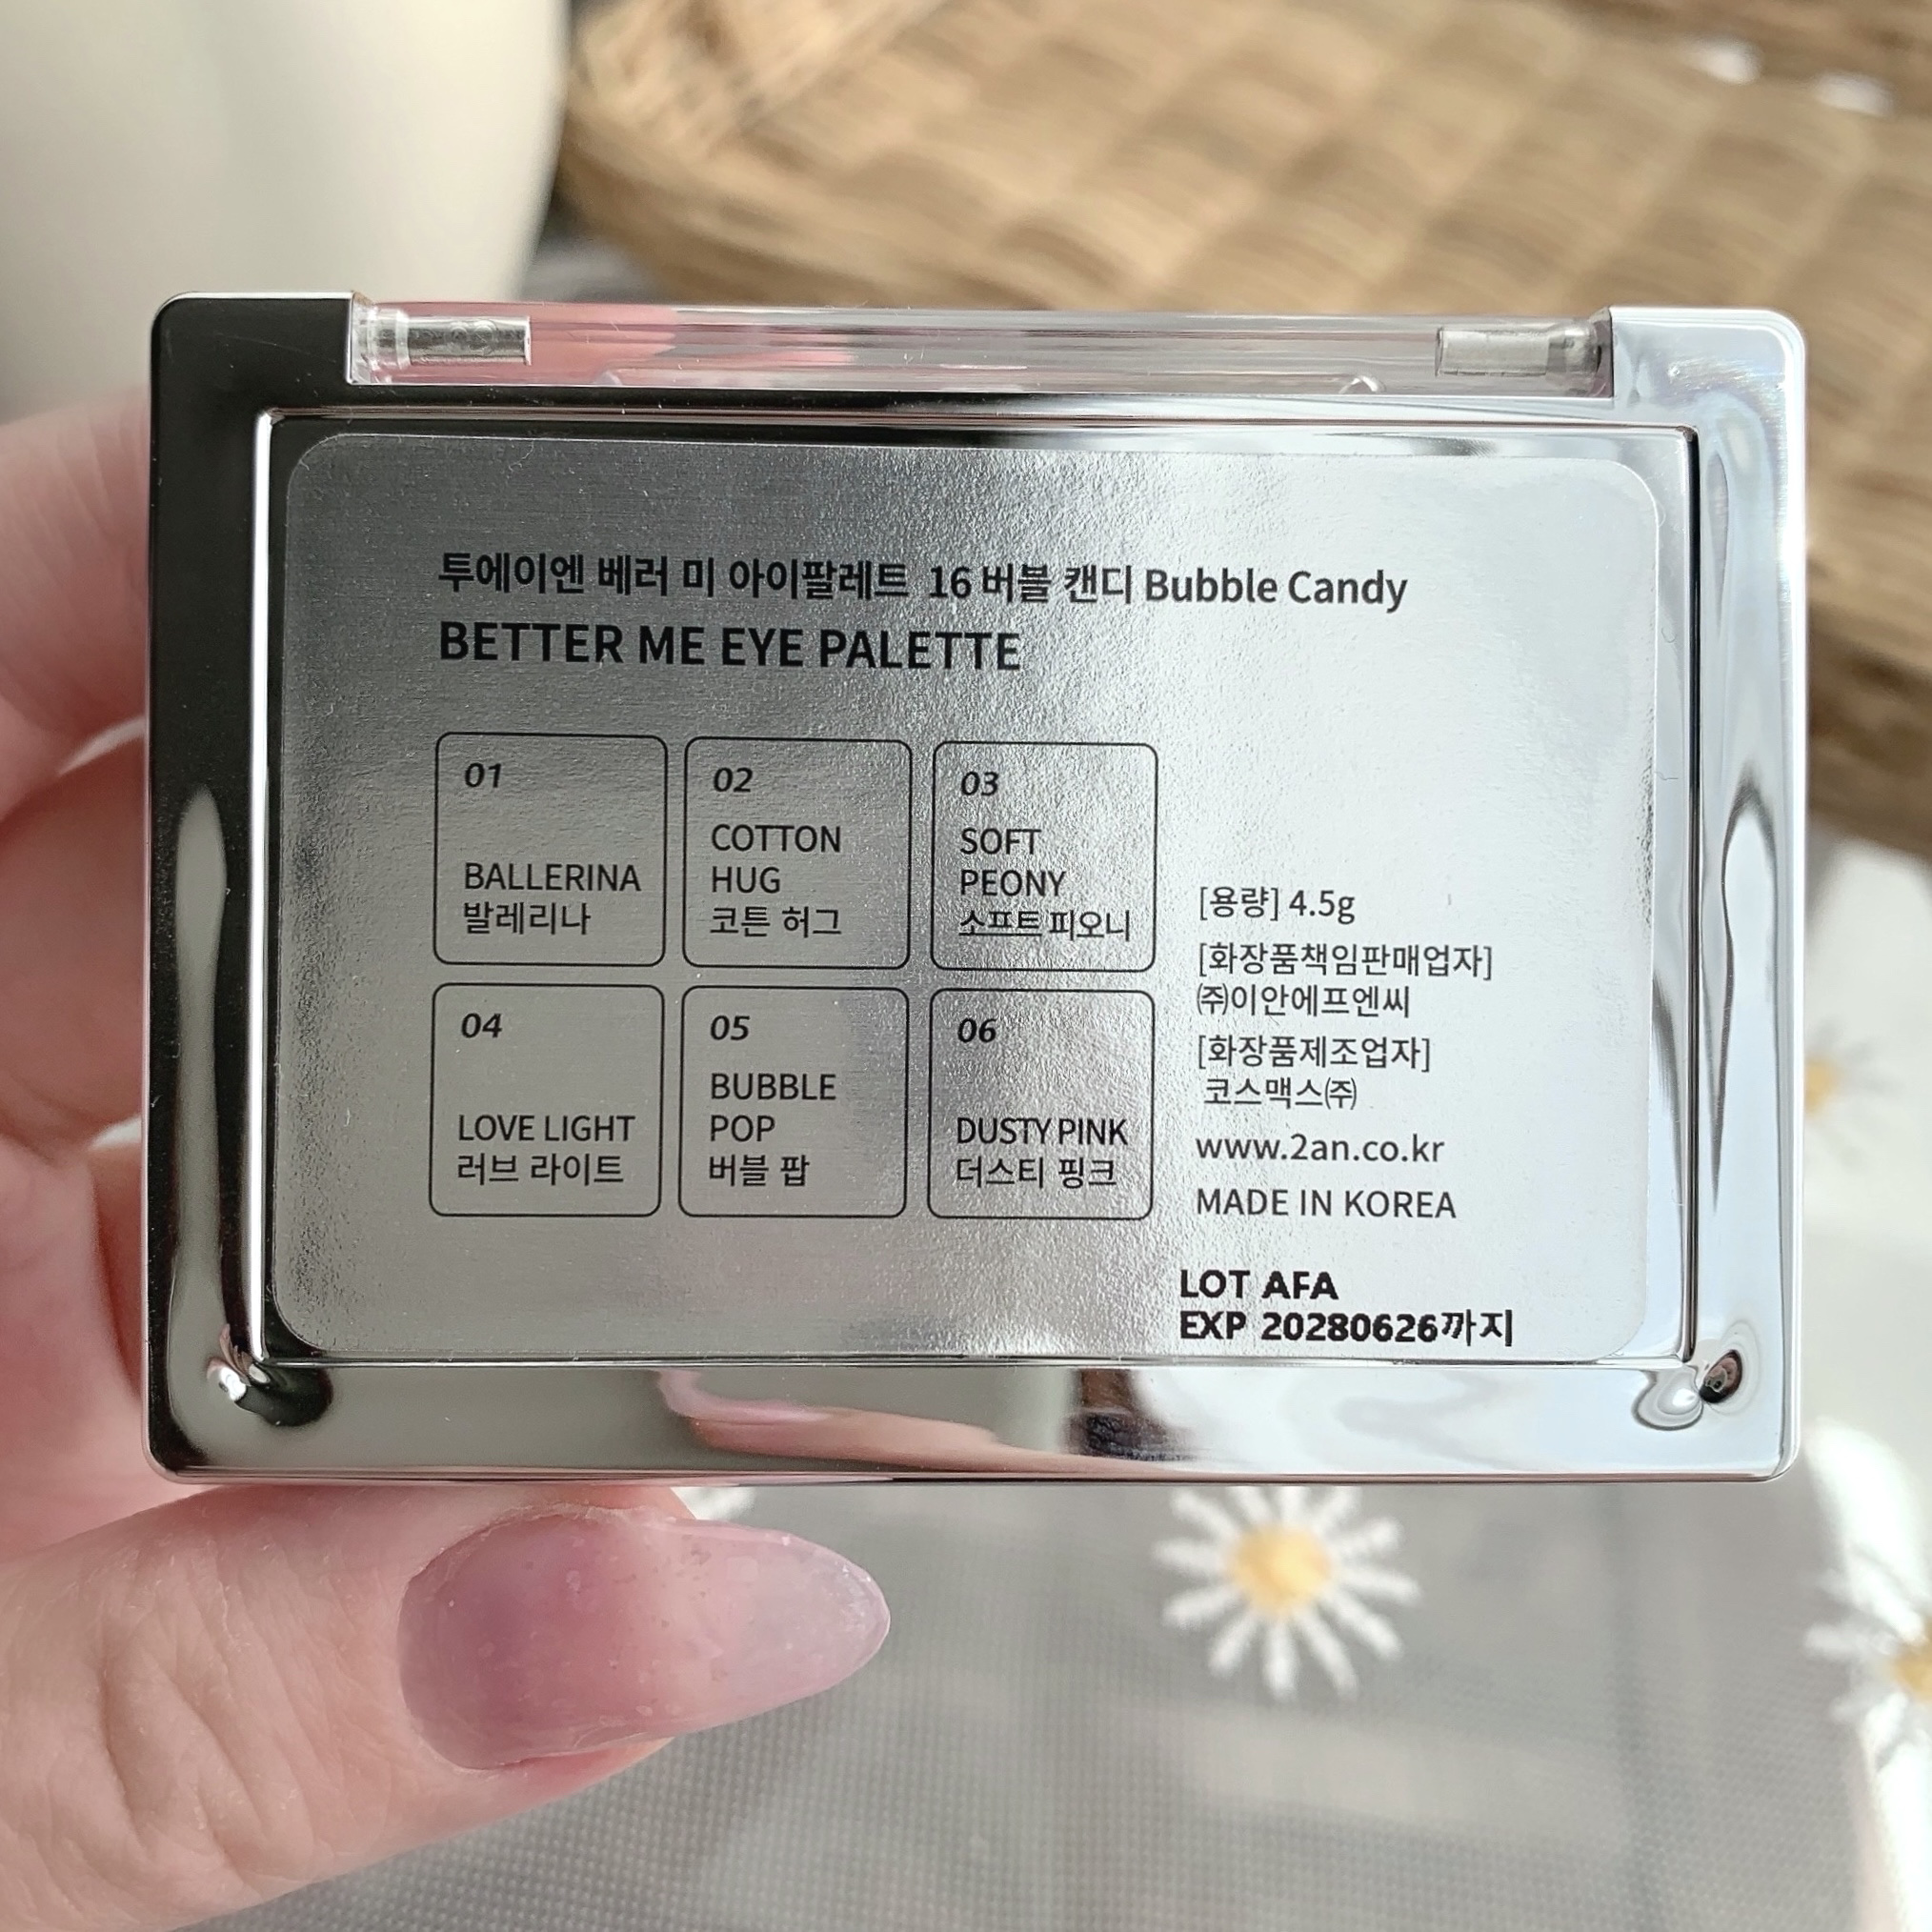 투에이엔 베러 미 아이팔레트 16 버블 캔디 Bubble Candy
BETTER ME EYE PALETTE
01
BALLERINA
발레리나
02
COTTON
HUG
코튼 허그
03
SOFT
PEONY
소프트 피오니
04
LOVE LIGHT
러브 라이트
05
BUBBLE
POP
버블 팝
06
DUSTY PINK
더스티 핑크
[용량] 4.5g
[화장품책임판매업자]
㈜이안에프엔씨
[화장품제조업자]
코스맥스㈜
www.2an.co.kr
MADE IN KOREA
LOT AFA
EXP 20280626까지